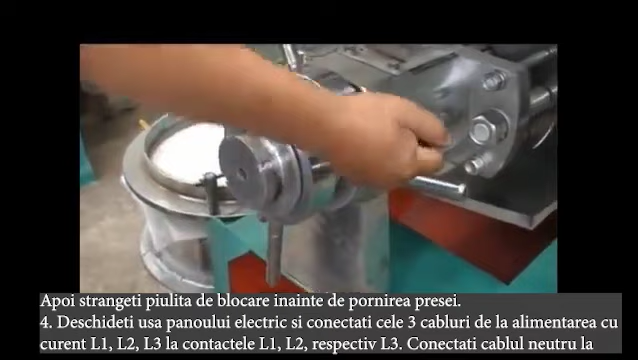 Apoi strangeti piulita de blocare inainte de pornirea presei.
4. Deschideti usa panoului electric si conectati cele 3 cabluri de la alimentarea cu
curent L1, L2, L3 la contactele L1, L2, respectiv L3. Conectati cablul neutru la